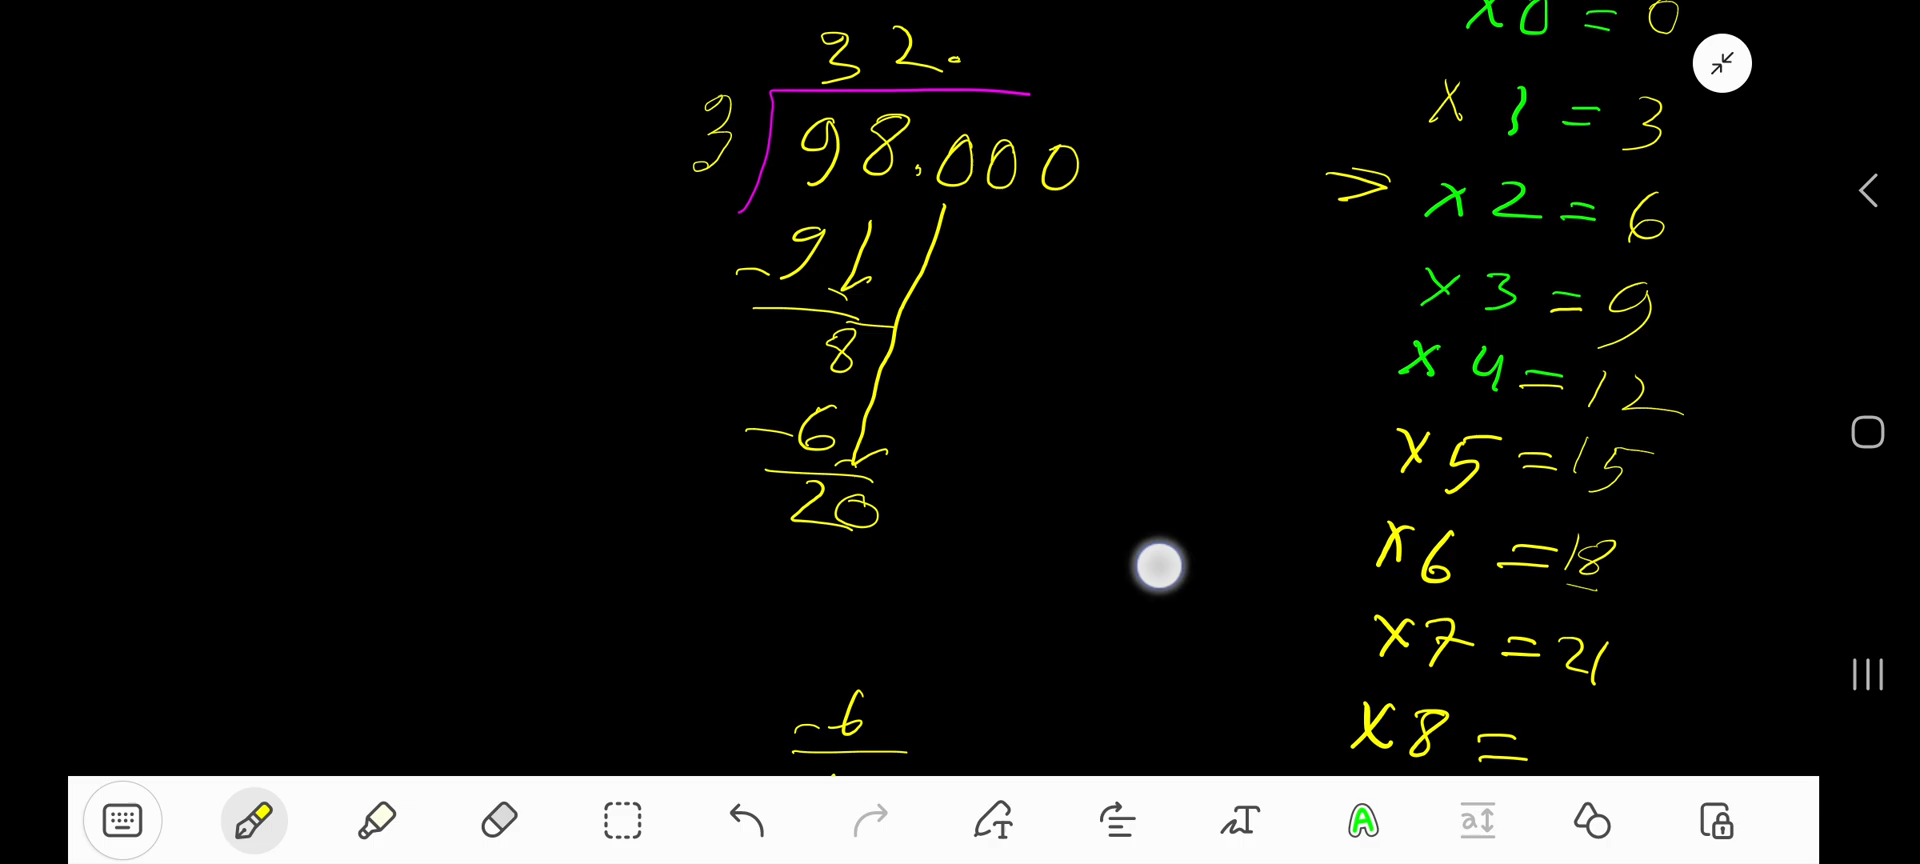 32.
3 98.000
-9
8
-6
20
-6
x0=0
x1=3
x2=6
x3=9
x4=12
x5=15
x6=18
x7=21
x8=
T
T
A
a